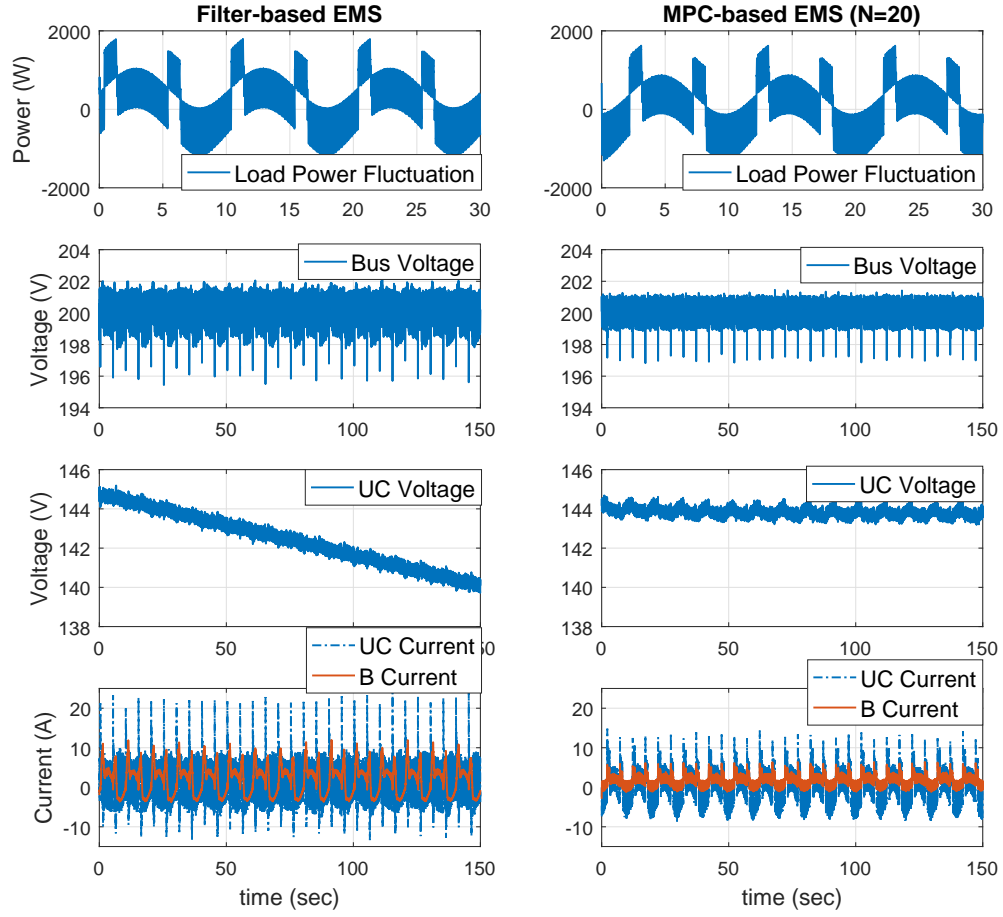 Filter-based EMS
MPC-based EMS (N=20)
Power (W)
2000
0
-2000
Load Power Fluctuation
0 5 10 15 20 25 30
2000
0
-2000
Load Power Fluctuation
0 5 10 15 20 25 30
Voltage (V)
204
202
200
198
196
194
Bus Voltage
0 50 100 150
204
202
200
198
196
194
Bus Voltage
0 50 100 150
Voltage (V)
146
144
142
140
138
UC Voltage
0 50 100
146
144
142
140
138
UC Voltage
0 50 100 150
Current (A)
20
10
0
-10
UC Current
B Current
0 50 100 150
time (sec)
20
10
0
-10
UC Current
B Current
0 50 100 150
time (sec)